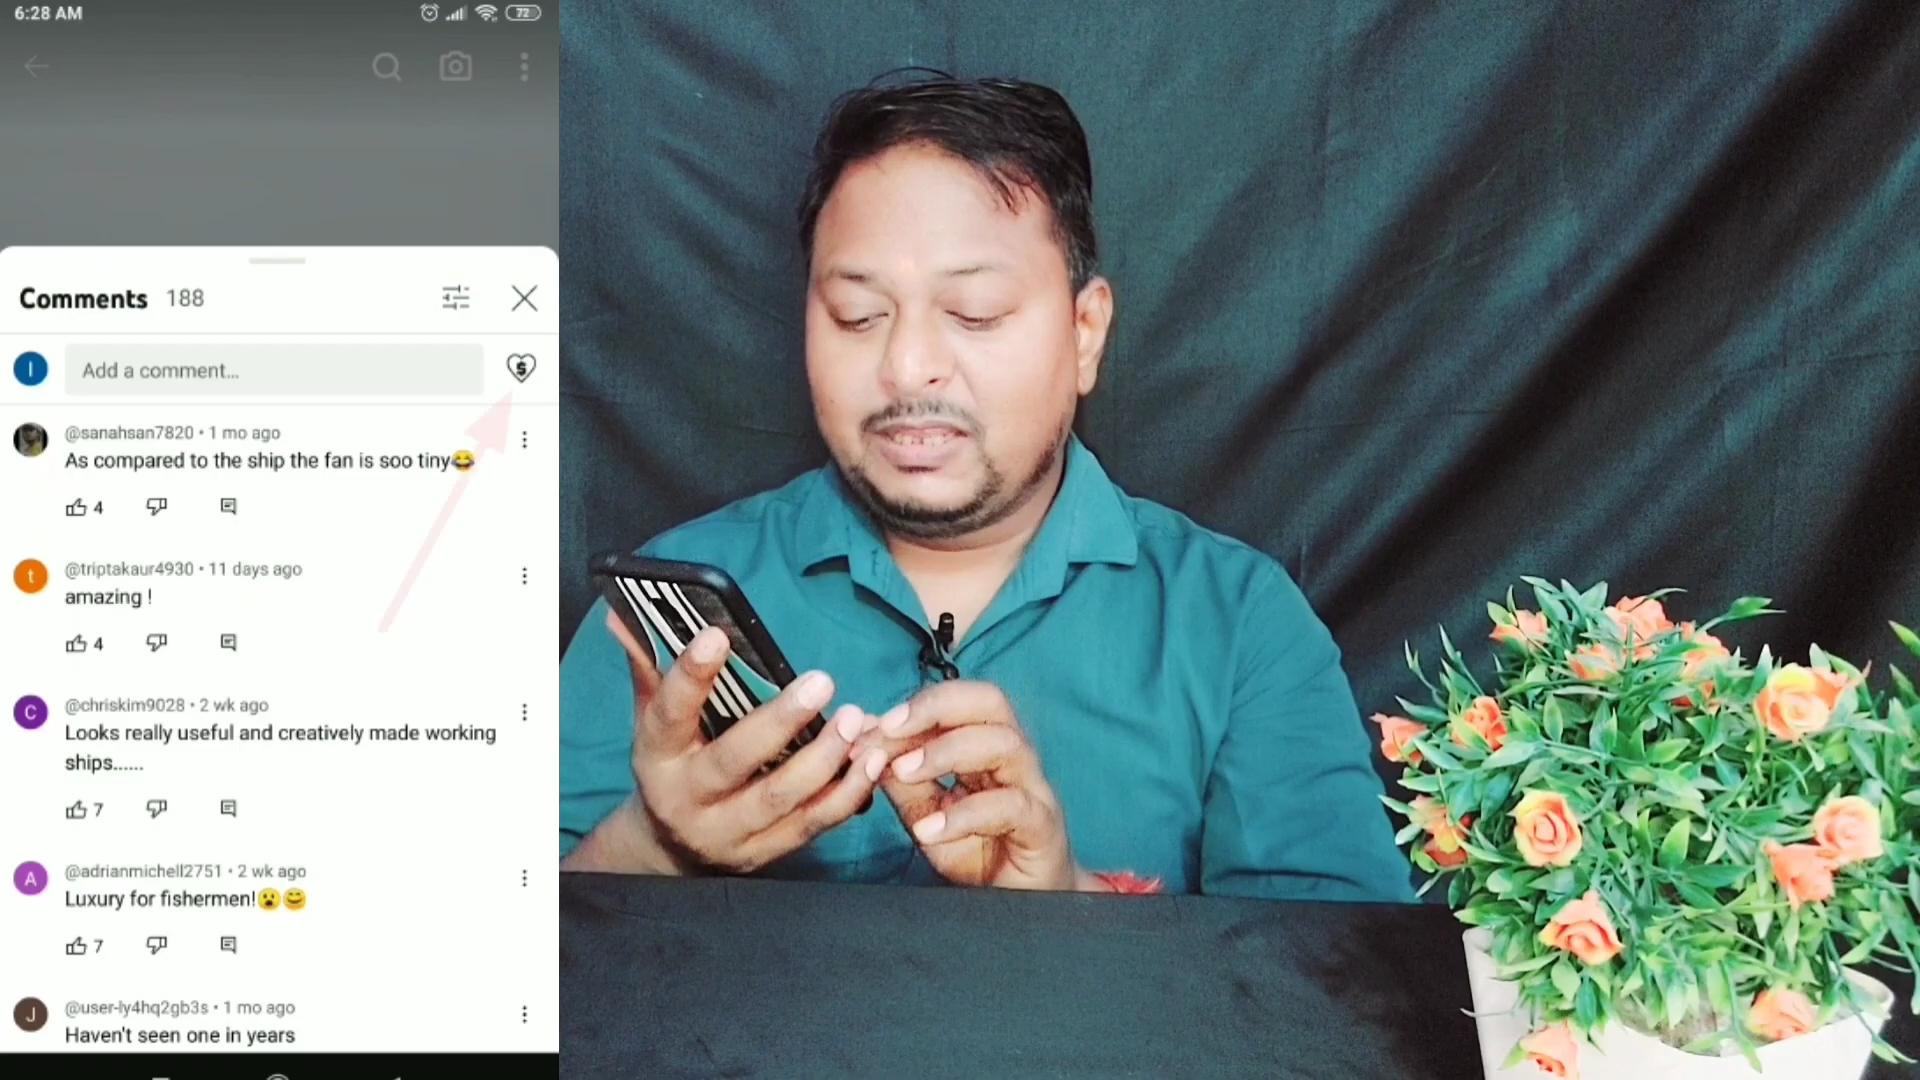 6:28 AM
72
Comments 188
I
Add a comment...
$
@sanahsan7820 • 1 mo ago
As compared to the ship the fan is soo tiny😂
4
t
@triptakaur4930 • 11 days ago
amazing !
4
C
@chriskim9028 • 2 wk ago
Looks really useful and creatively made working
ships......
7
A
@adrianmichell2751 • 2 wk ago
Luxury for fishermen!😮😄
7
J
@user-ly4hq2gb3s • 1 mo ago
Haven't seen one in years